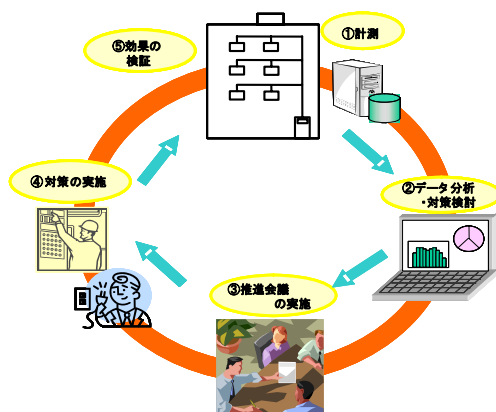 ①計測
②データ分析
・対策検討
③推進会議
の実施
④対策の実施
⑤効果の
検証